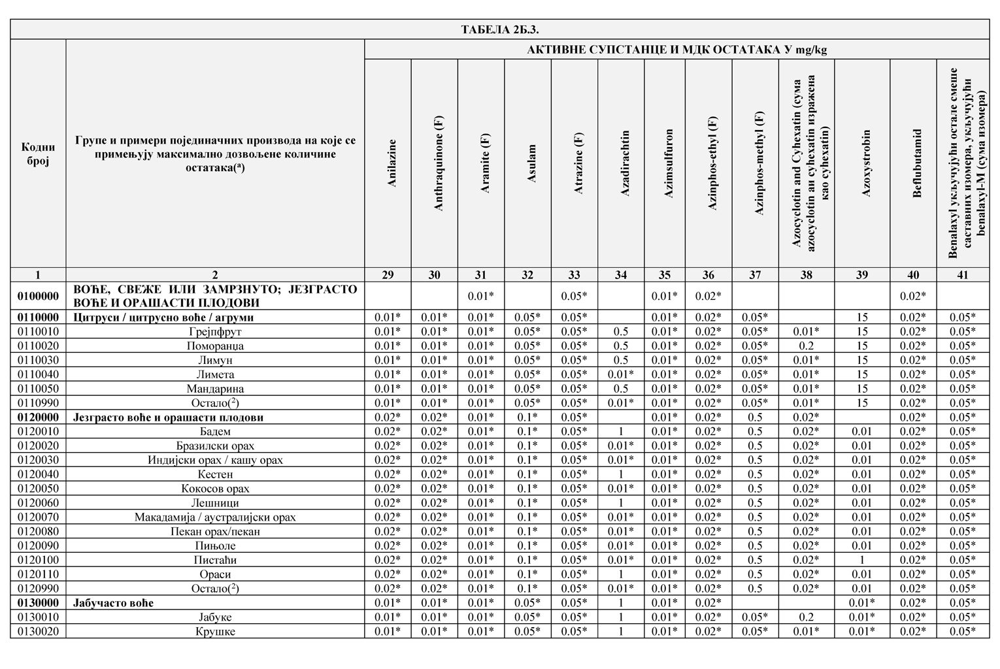 ТАБЕЛА 2Б.3.
Кодни број
Групе и примери појединачних производа на које се примењују максимално дозвољене количине остатака(ᵃ)
АКТИВНЕ СУПСТАНЦЕ И МДК ОСТАТАКА У mg/kg
Anilazine
Anthraquinone (F)
Aramite (F)
Asulam
Atrazine (F)
Azadirachtin
Azimsulfuron
Azinphos-ethyl (F)
Azinphos-methyl (F)
Azocyclotin and Cyhexatin (сума azocyclotin аи cyhexatin изражена као cyhexatin)
Azoxystrobin
Beflubutamid
Benalaxyl укључујући остале смеше саставних изомера, укључујући benalaxyl-M (сума изомера)
1 2 29 30 31 32 33 34 35 36 37 38 39 40 41
0100000 ВОЋЕ, СВЕЖЕ ИЛИ ЗАМРЗНУТО; ЈЕЗГРАСТО ВОЋЕ И ОРАШАСТИ ПЛОДОВИ 0.01* 0.05* 0.01* 0.02* 0.02*
0110000 Цитруси / цитрусно воће / агруми 0.01* 0.01* 0.01* 0.05* 0.05* 0.01* 0.02* 0.05* 15 0.02* 0.05*
0110010 Грејпфрут 0.01* 0.01* 0.01* 0.05* 0.05* 0.5 0.01* 0.02* 0.05* 0.01* 15 0.02* 0.05*
0110020 Поморанџа 0.01* 0.01* 0.01* 0.05* 0.05* 0.5 0.01* 0.02* 0.05* 0.2 15 0.02* 0.05*
0110030 Лимун 0.01* 0.01* 0.01* 0.05* 0.05* 0.5 0.01* 0.02* 0.05* 0.01* 15 0.02* 0.05*
0110040 Лимета 0.01* 0.01* 0.01* 0.05* 0.05* 0.01* 0.01* 0.02* 0.05* 0.01* 15 0.02* 0.05*
0110050 Мандарина 0.01* 0.01* 0.01* 0.05* 0.05* 0.5 0.01* 0.02* 0.05* 0.01* 15 0.02* 0.05*
0110990 Остало(²) 0.01* 0.01* 0.01* 0.05* 0.05* 0.01* 0.01* 0.02* 0.05* 0.01* 15 0.02* 0.05*
0120000 Језграсто воће и орашасти плодови 0.02* 0.02* 0.01* 0.1* 0.05* 0.01* 0.02* 0.5 0.02* 0.02* 0.05*
0120010 Бадем 0.02* 0.02* 0.01* 0.1* 0.05* 1 0.01* 0.02* 0.5 0.02* 0.01 0.02* 0.05*
0120020 Бразилски орах 0.02* 0.02* 0.01* 0.1* 0.05* 0.01* 0.01* 0.02* 0.5 0.02* 0.01 0.02* 0.05*
0120030 Индијски орах / кашу орах 0.02* 0.02* 0.01* 0.1* 0.05* 0.01* 0.01* 0.02* 0.5 0.02* 0.01 0.02* 0.05*
0120040 Кестен 0.02* 0.02* 0.01* 0.1* 0.05* 1 0.01* 0.02* 0.5 0.02* 0.01 0.02* 0.05*
0120050 Кокосов орах 0.02* 0.02* 0.01* 0.1* 0.05* 0.01* 0.01* 0.02* 0.5 0.02* 0.01 0.02* 0.05*
0120060 Лешници 0.02* 0.02* 0.01* 0.1* 0.05* 1 0.01* 0.02* 0.5 0.02* 0.01 0.02* 0.05*
0120070 Макадамија / аустралијски орах 0.02* 0.02* 0.01* 0.1* 0.05* 0.01* 0.01* 0.02* 0.5 0.02* 0.01 0.02* 0.05*
0120080 Пекан орах/пекан 0.02* 0.02* 0.01* 0.1* 0.05* 0.01* 0.01* 0.02* 0.5 0.02* 0.01 0.02* 0.05*
0120090 Пињоле 0.02* 0.02* 0.01* 0.1* 0.05* 0.01* 0.01* 0.02* 0.5 0.02* 0.01 0.02* 0.05*
0120100 Пистаћи 0.02* 0.02* 0.01* 0.1* 0.05* 0.01* 0.01* 0.02* 0.5 0.02* 1 0.02* 0.05*
0120110 Ораси 0.02* 0.02* 0.01* 0.1* 0.05* 1 0.01* 0.02* 0.5 0.02* 0.01 0.02* 0.05*
0120990 Остало(²) 0.02* 0.02* 0.01* 0.1* 0.05* 0.01* 0.01* 0.02* 0.5 0.02* 0.01 0.02* 0.05*
0130000 Јабучасто воће 0.01* 0.01* 0.01* 0.05* 0.05* 1 0.01* 0.02* 0.01* 0.02* 0.05*
0130010 Јабуке 0.01* 0.01* 0.01* 0.05* 0.05* 1 0.01* 0.02* 0.05* 0.2 0.01* 0.02* 0.05*
0130020 Крушке 0.01* 0.01* 0.01* 0.05* 0.05* 1 0.01* 0.02* 0.05* 0.01* 0.01* 0.02* 0.05*